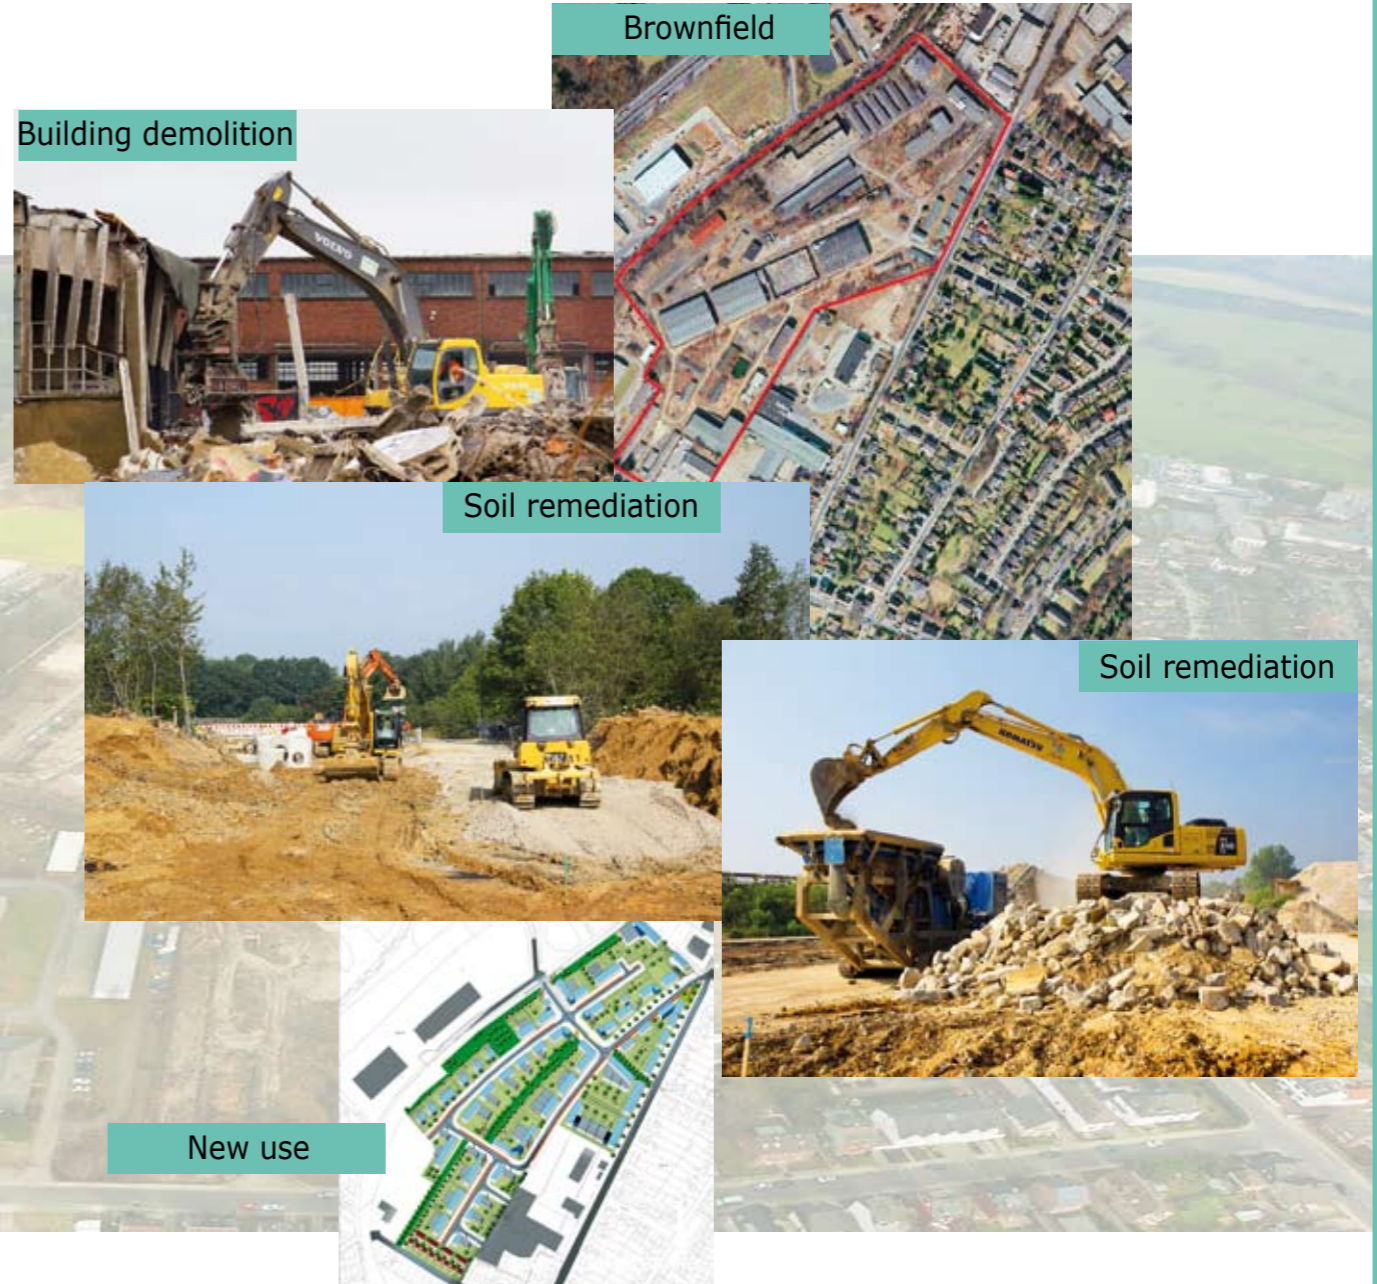 Brownfield
Building demolition
VOLVO
Soil remediation
Soil remediation
KOMATSU
New use